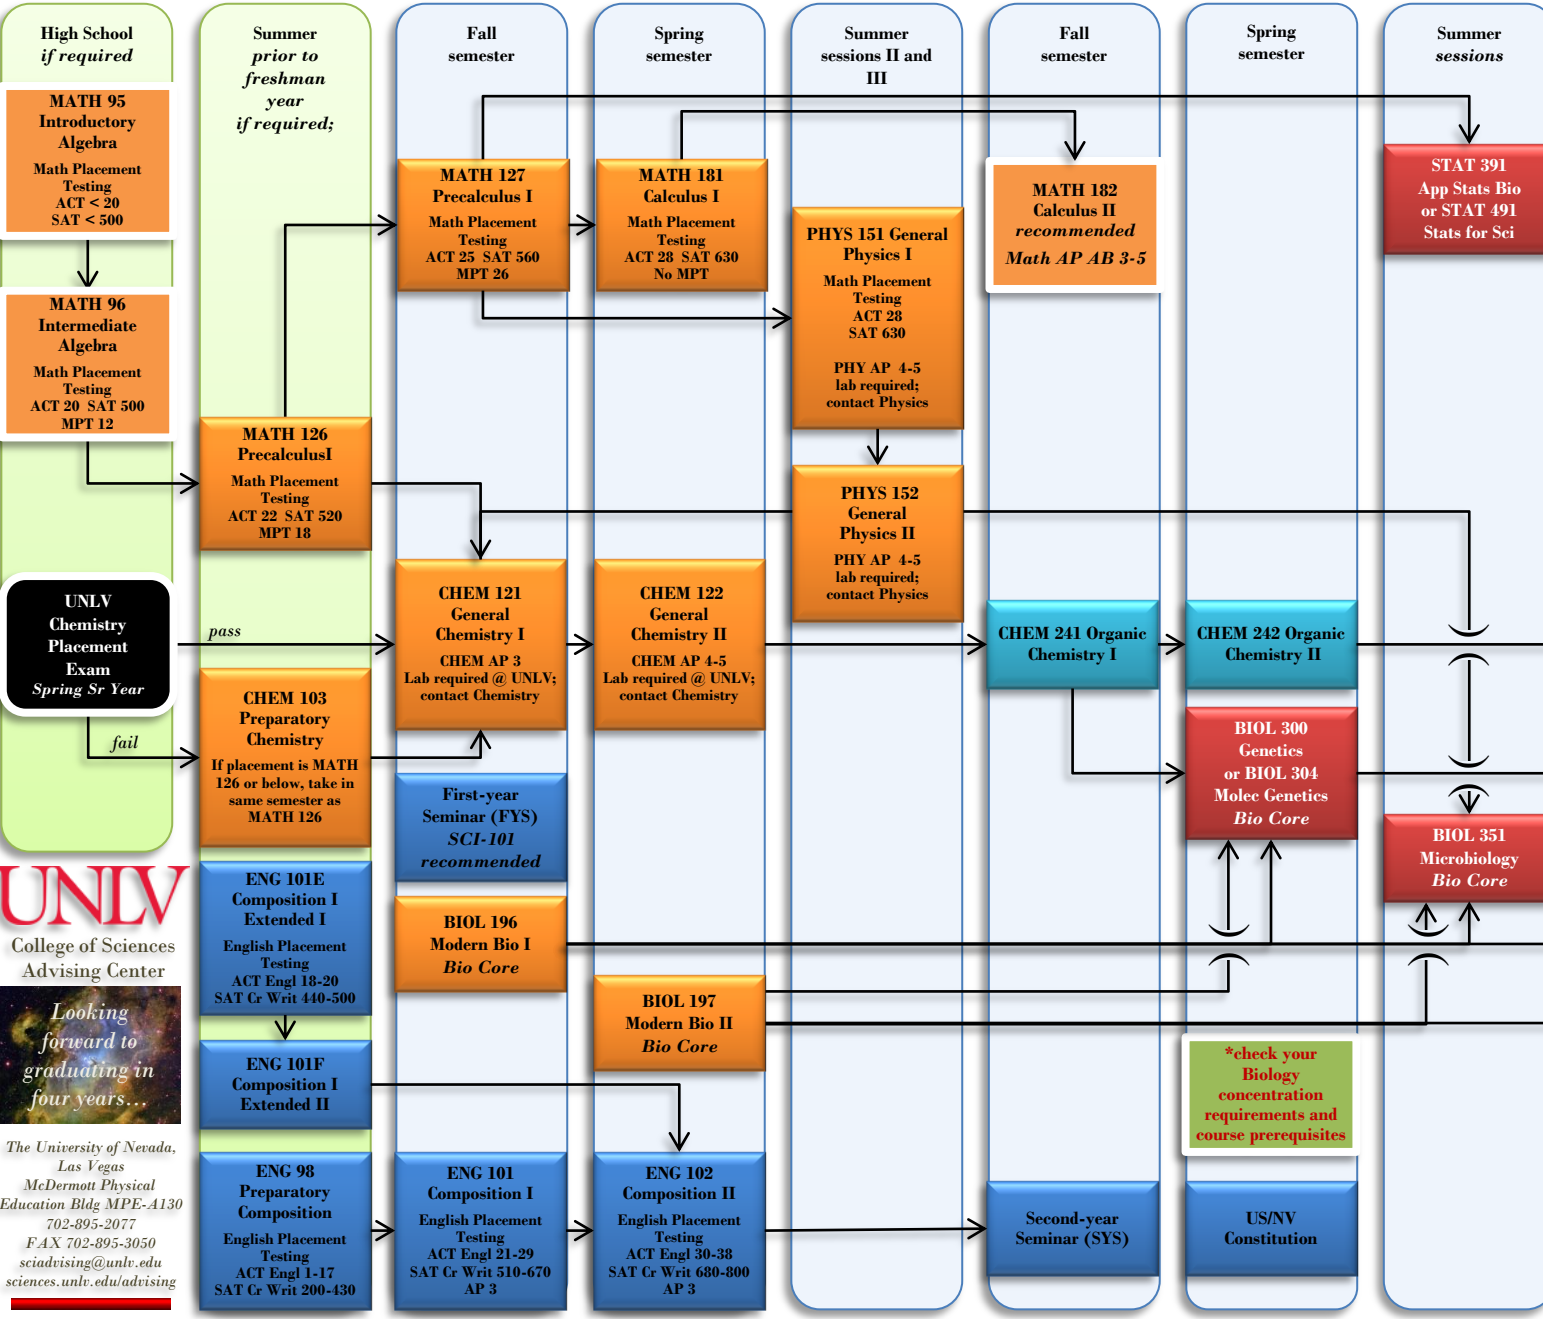 High School
if required
MATH 95
Introductory
Algebra
Math Placement
Testing
ACT < 20
SAT < 500
MATH 96
Intermediate
Algebra
Math Placement
Testing
ACT 20 SAT 500
MPT 12
UNLV
Chemistry
Placement
Exam
Spring Sr Year
pass
fail
UNLV
College of Sciences
Advising Center
Looking
forward to
graduating in
four years…
The University of Nevada,
Las Vegas
McDermott Physical
Education Bldg MPE-A130
702-895-2077
FAX 702-895-3050
sciadvising@unlv.edu
sciences.unlv.edu/advising
Summer
prior to
freshman
year
if required;
MATH 126
PrecalculusI
Math Placement
Testing
ACT 22 SAT 520
MPT 18
CHEM 103
Preparatory
Chemistry
If placement is MATH
126 or below, take in
same semester as
MATH 126
ENG 101E
Composition I
Extended I
English Placement
Testing
ACT Engl 18-20
SAT Cr Writ 440-500
ENG 101F
Composition I
Extended II
ENG 98
Preparatory
Composition
English Placement
Testing
ACT Engl 1-17
SAT Cr Writ 200-430
Fall
semester
MATH 127
Precalculus I
Math Placement
Testing
ACT 25 SAT 560
MPT 26
CHEM 121
General
Chemistry I
CHEM AP 3
Lab required @ UNLV;
contact Chemistry
First-year
Seminar (FYS)
SCI-101
recommended
BIOL 196
Modern Bio I
Bio Core
ENG 101
Composition I
English Placement
Testing
ACT Engl 21-29
SAT Cr Writ 510-670
AP 3
Spring
semester
MATH 181
Calculus I
Math Placement
Testing
ACT 28 SAT 630
No MPT
CHEM 122
General
Chemistry II
CHEM AP 4-5
Lab required @ UNLV;
contact Chemistry
BIOL 197
Modern Bio II
Bio Core
ENG 102
Composition II
English Placement
Testing
ACT Engl 30-38
SAT Cr Writ 680-800
AP 3
Summer
sessions II and
III
PHYS 151 General
Physics I
Math Placement
Testing
ACT 28
SAT 630
PHY AP 4-5
lab required;
contact Physics
PHYS 152
General
Physics II
PHY AP 4-5
lab required;
contact Physics
Fall
semester
MATH 182
Calculus II
recommended
Math AP AB 3-5
CHEM 241 Organic
Chemistry I
Second-year
Seminar (SYS)
Spring
semester
CHEM 242 Organic
Chemistry II
BIOL 300
Genetics
or BIOL 304
Molec Genetics
Bio Core
*check your
Biology
concentration
requirements and
course prerequisites
US/NV
Constitution
Summer
sessions
STAT 391
App Stats Bio
or STAT 491
Stats for Sci
BIOL 351
Microbiology
Bio Core